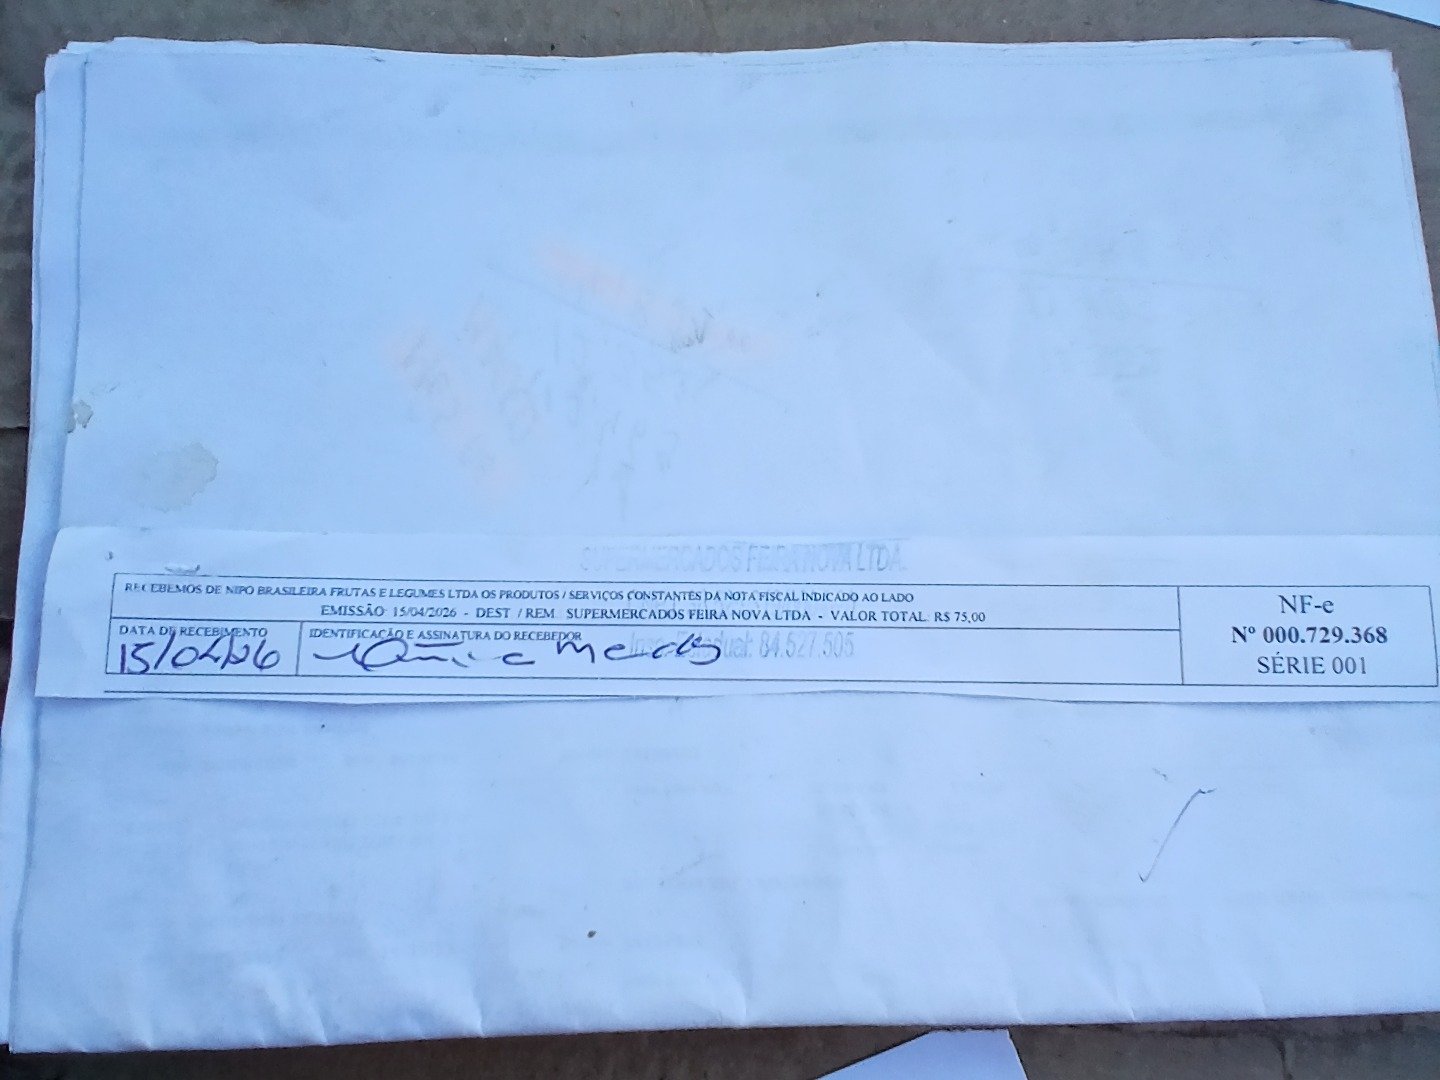 SUPERMERCADOS FEIRA NOVA LTDA.
RECEBEMOS DE NIPO BRASILEIRA FRUTAS E LEGUMES LTDA OS PRODUTOS / SERVIÇOS CONSTANTES DA NOTA FISCAL INDICADO AO LADO
EMISSÃO: 15/04/2026 - DEST. / REM. SUPERMERCADOS FEIRA NOVA LTDA - VALOR TOTAL: R$ 75,00
DATA DE RECEBIMENTO
15/04/26
IDENTIFICAÇÃO E ASSINATURA DO RECEBEDOR
Insc. Estadual: 84.527.505
NF-e
Nº 000.729.368
SÉRIE 001